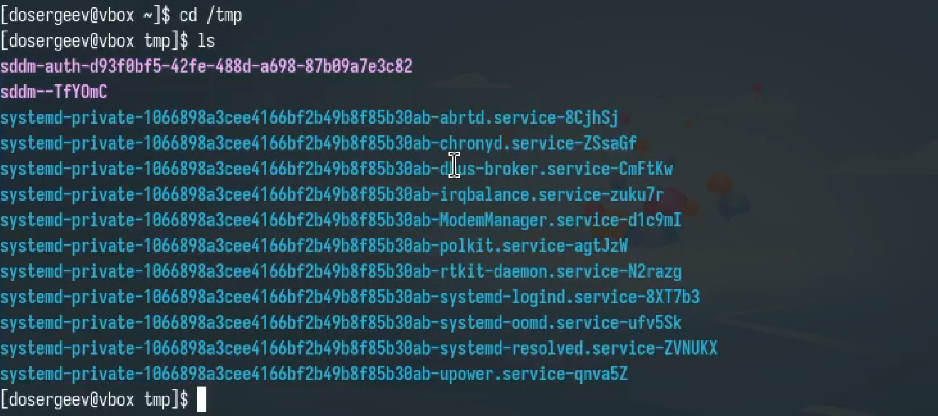 [dosergeev@vbox ~]$ cd /tmp
[dosergeev@vbox tmp]$ ls
sddm-auth-d93f0bf5-42fe-488d-a698-87b09a7e3c82
sddm--TfYOmC
systemd-private-1066898a3cee4166bf2b49b8f85b30ab-abrtd.service-8CjhSj
systemd-private-1066898a3cee4166bf2b49b8f85b30ab-chronyd.service-ZSsaGf
systemd-private-1066898a3cee4166bf2b49b8f85b30ab-dbus-broker.service-CmFtKw
systemd-private-1066898a3cee4166bf2b49b8f85b30ab-irqbalance.service-zuku7r
systemd-private-1066898a3cee4166bf2b49b8f85b30ab-ModemManager.service-d1c9mI
systemd-private-1066898a3cee4166bf2b49b8f85b30ab-polkit.service-agtJzW
systemd-private-1066898a3cee4166bf2b49b8f85b30ab-rtkit-daemon.service-N2razg
systemd-private-1066898a3cee4166bf2b49b8f85b30ab-systemd-logind.service-8XT7b3
systemd-private-1066898a3cee4166bf2b49b8f85b30ab-systemd-oomd.service-ufv5Sk
systemd-private-1066898a3cee4166bf2b49b8f85b30ab-systemd-resolved.service-ZVNUKX
systemd-private-1066898a3cee4166bf2b49b8f85b30ab-upower.service-qnva5Z
[dosergeev@vbox tmp]$